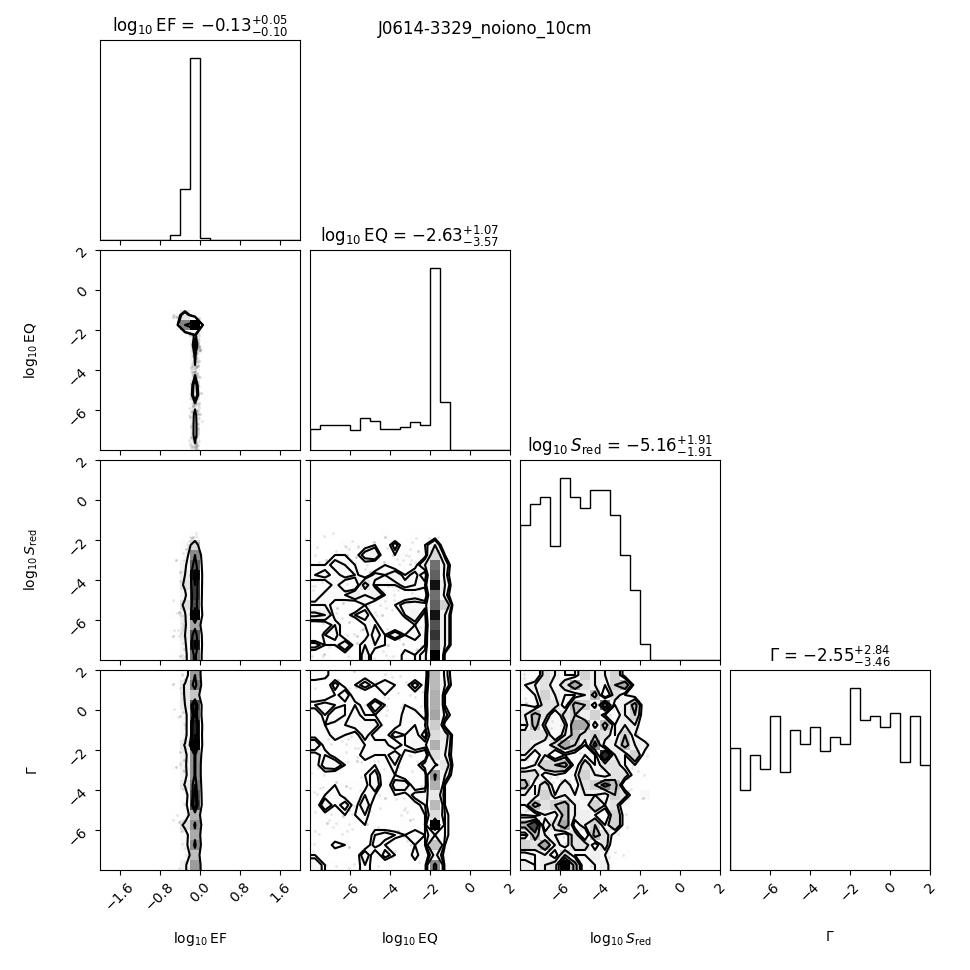 J0614-3329_noiono_10cm
log₁₀ EF = −0.13+0.05−0.10
log₁₀ EQ = −2.63+1.07−3.57
log₁₀ Sred = −5.16+1.91−1.91
Γ = −2.55+2.84−3.46
log₁₀ EQ
2
0
−2
−4
−6
log₁₀ Sred
2
0
−2
−4
−6
Γ
2
0
−2
−4
−6
−1.6 −0.8 0.0 0.8 1.6
−6 −4 −2 0 2
−6 −4 −2 0 2
−6 −4 −2 0 2
log₁₀ EF
log₁₀ EQ
log₁₀ Sred
Γ